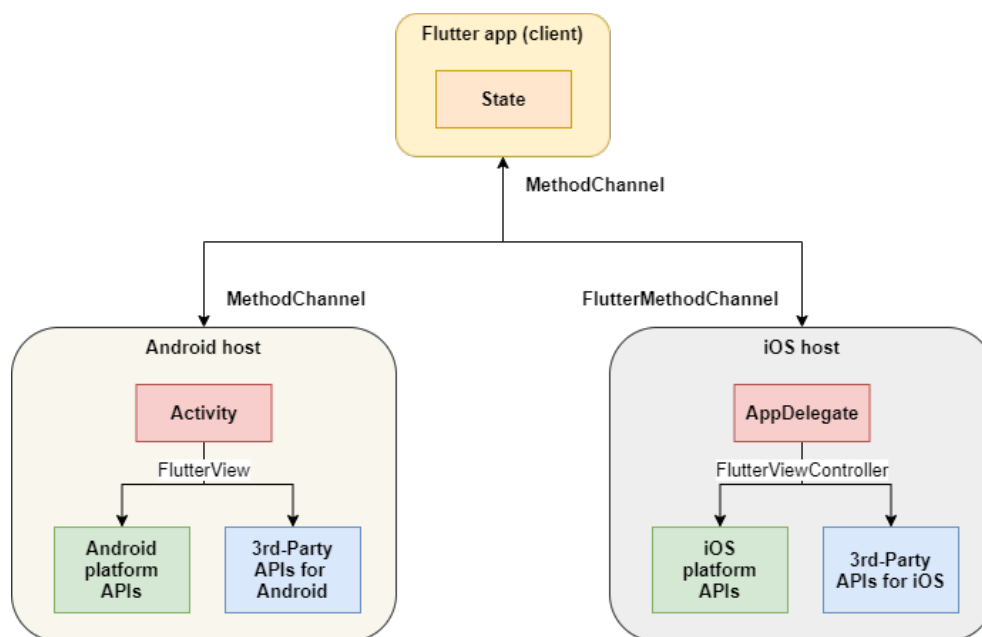 Flutter app (client)
State
MethodChannel
MethodChannel
FlutterMethodChannel
Android host
iOS host
Activity
AppDelegate
FlutterView
FlutterViewController
Android
platform
APIs
3rd-Party
APIs for
Android
iOS
platform
APIs
3rd-Party
APIs for iOS